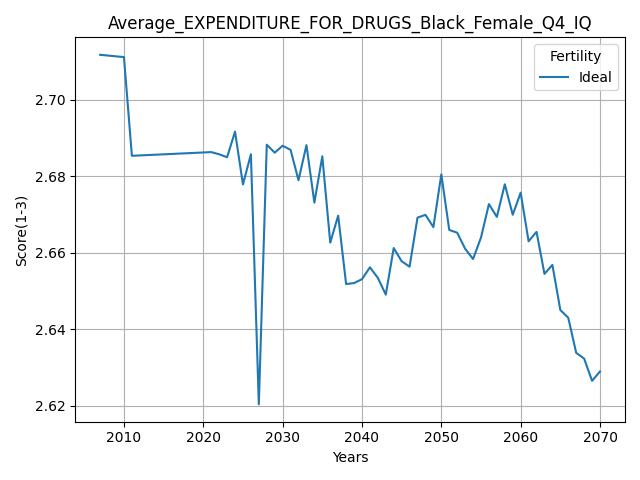 Average_EXPENDITURE_FOR_DRUGS_Black_Female_Q4_IQ
Fertility
Ideal
Score(1-3)
2.70
2.68
2.66
2.64
2.62
2010 2020 2030 2040 2050 2060 2070
Years